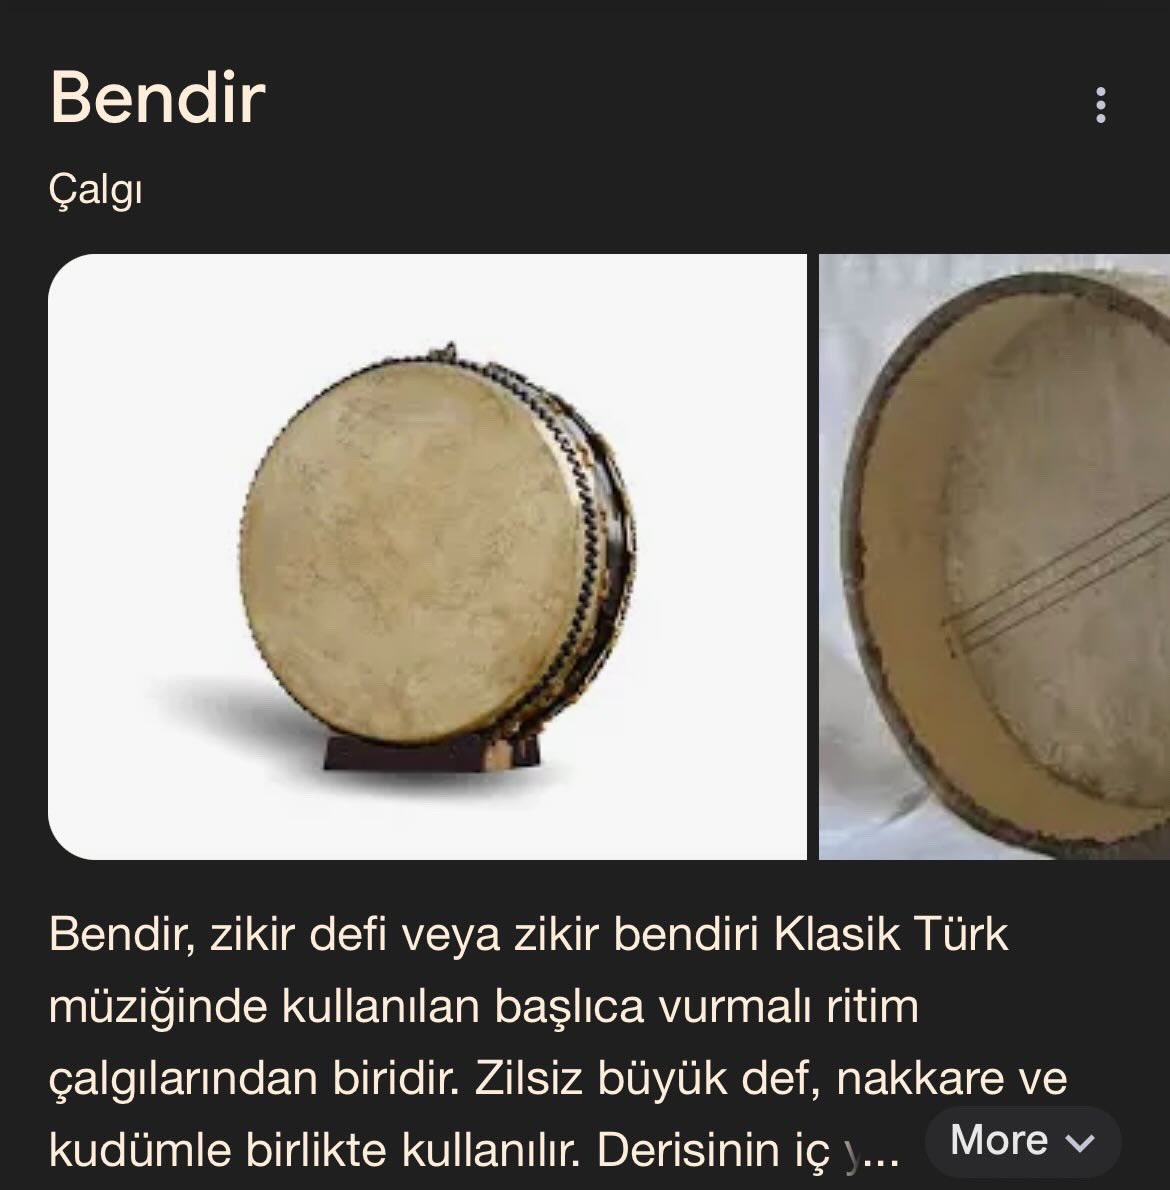 Bendir
Çalgı
Bendir, zikir defi veya zikir bendiri Klasik Türk
müziğinde kullanılan başlıca vurmalı ritim
çalgılarından biridir. Zilsiz büyük def, nakkare ve
kudümle birlikte kullanılır. Derisinin iç y...
More